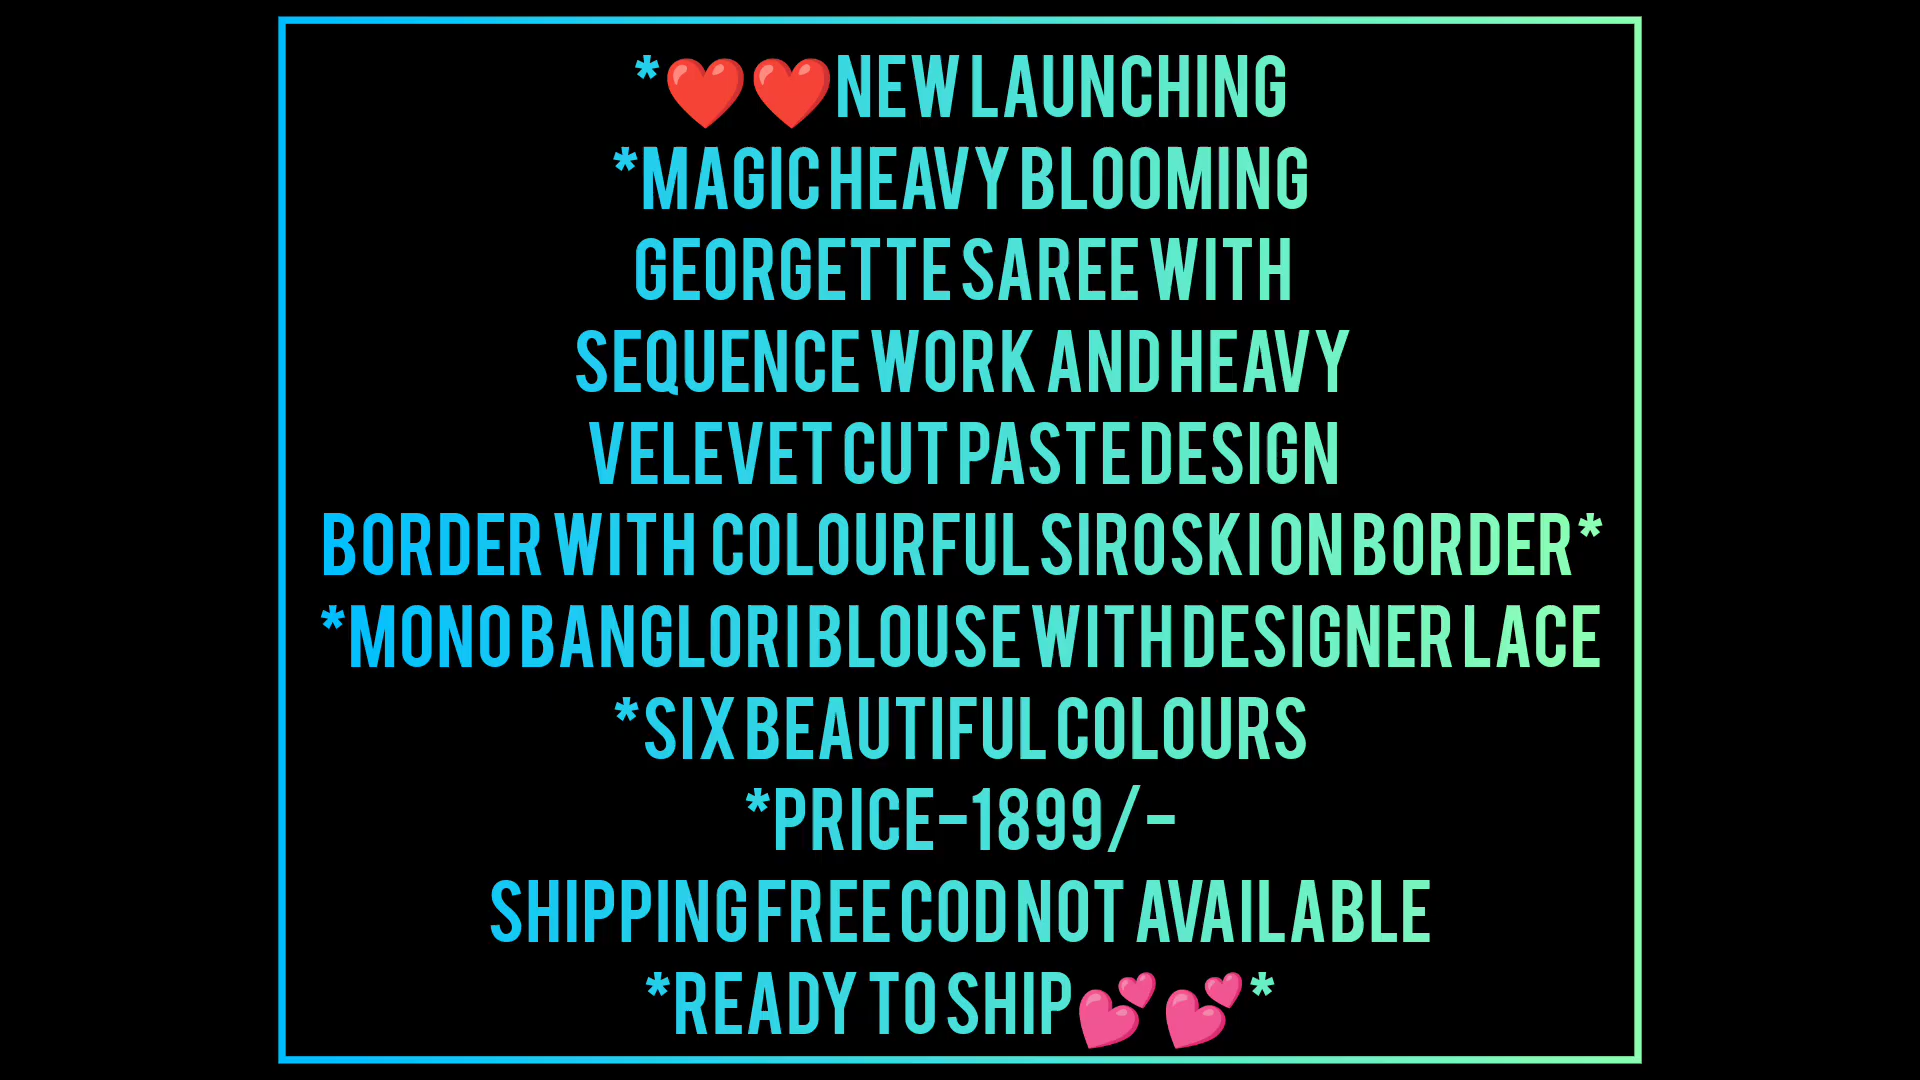 *❤️❤️NEW LAUNCHING
*MAGIC HEAVY BLOOMING
GEORGETTE SAREE WITH
SEQUENCE WORK AND HEAVY
VELEVET CUT PASTE DESIGN
BORDER WITH COLOURFUL SIROSKI ON BORDER*
*MONO BANGLORI BLOUSE WITH DESIGNER LACE
*SIX BEAUTIFUL COLOURS
*PRICE-1899/-
SHIPPING FREE COD NOT AVAILABLE
*READY TO SHIP💕💕*